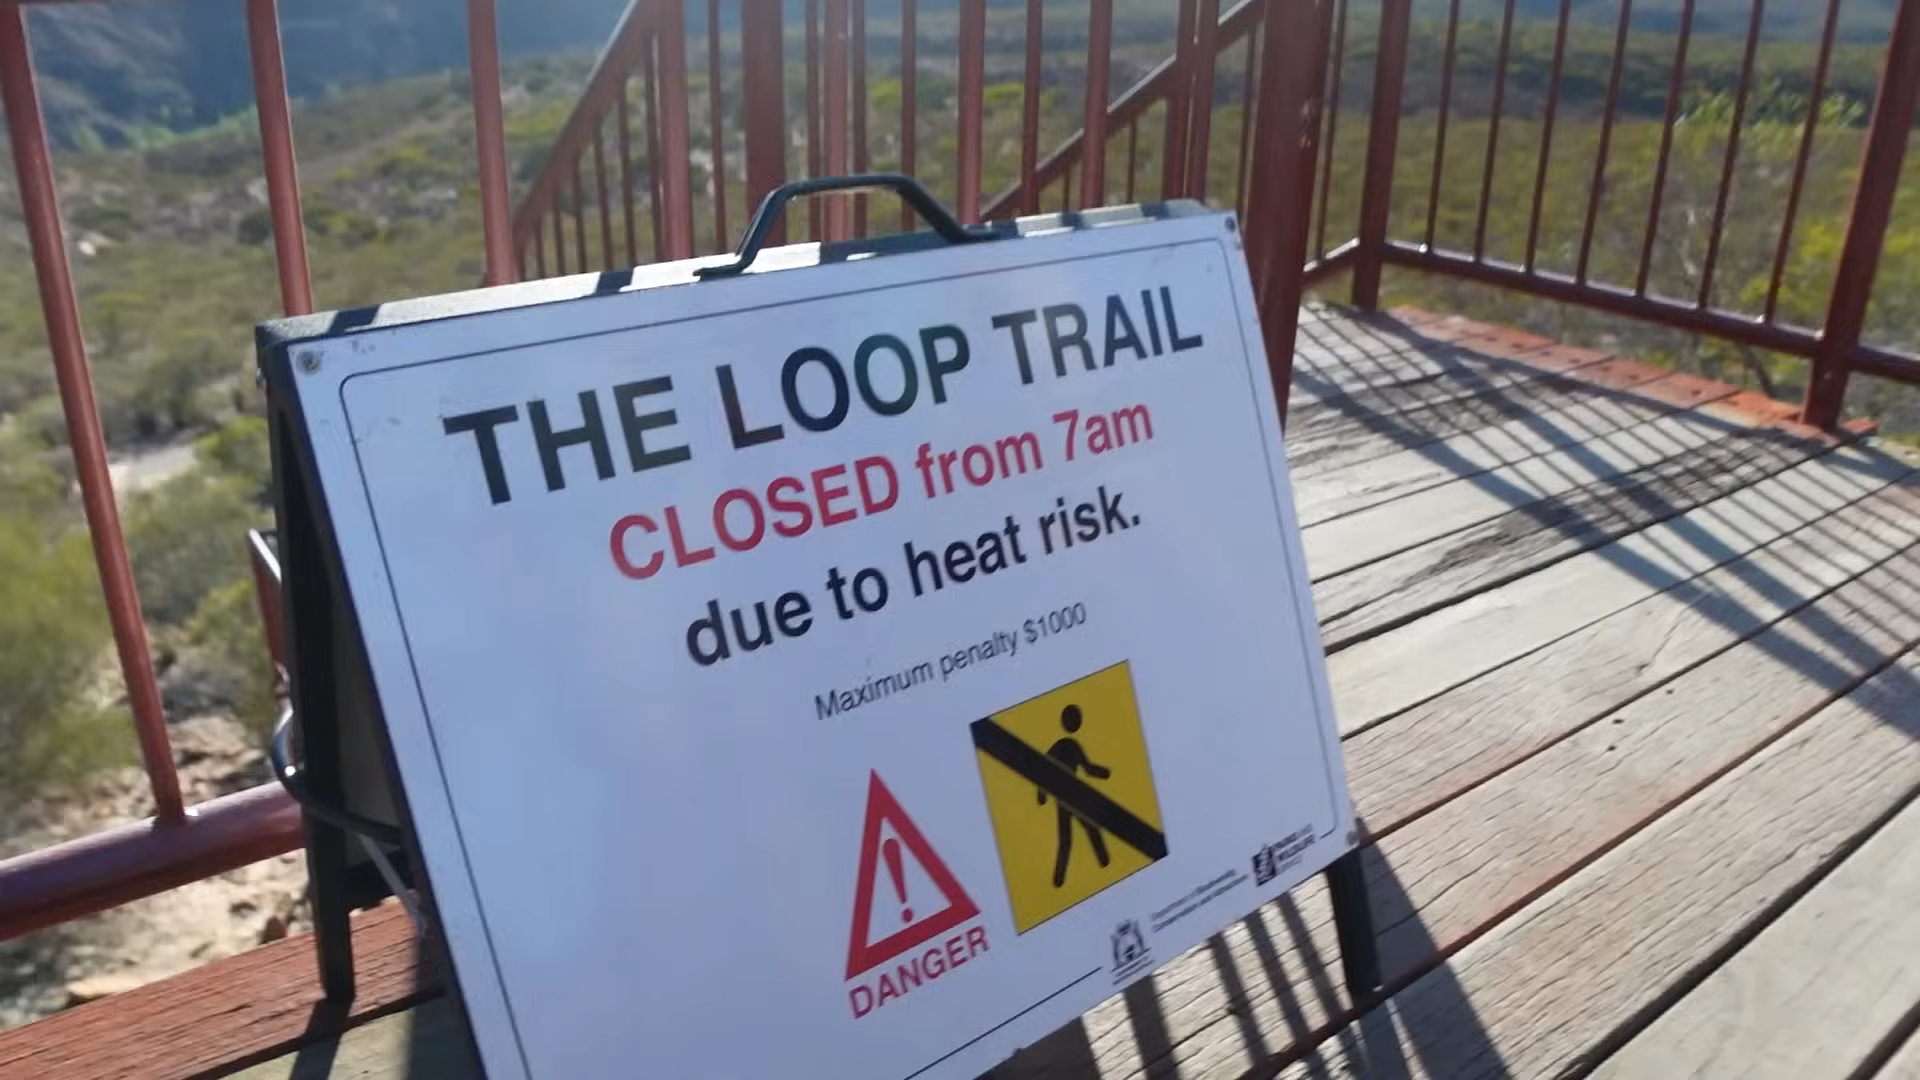 THE LOOP TRAIL
CLOSED from 7am
due to heat risk.
Maximum penalty $1000
DANGER